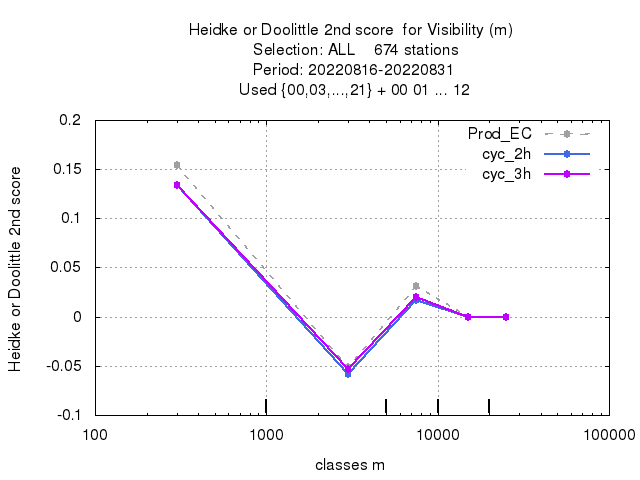 Heidke or Doolittle 2nd score  for Visibility (m)
Selection: ALL    674 stations
Period: 20220816-20220831
Used {00,03,...,21} + 00 01 ... 12
Prod_EC
cyc_2h
cyc_3h
0.2
0.15
0.1
0.05
0
-0.05
-0.1
Heidke or Doolittle 2nd score
100
1000
10000
100000
classes m